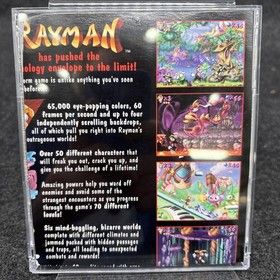 RAYMAN
has pushed the
ology envelope to the limit!
rm game is unlike anything you've seen
before
65,000 eye-popping colors, 60
frames per second and up to four
independently scrolling backdrops,
all of which pull you right into Rayman's
outrageous world!
Over 50 different characters that
will freak you out, crack you up, and
give you the challenge of a lifetime!
Amazing powers help you ward off
enemies and avoid some of the
strangest encounters as you progress
through the game's 70 different
levels!
Six mind-boggling, bizarre worlds
complete with different climates and
jammed packed with hidden passages
and traps, all leading to unexpected
rewards and